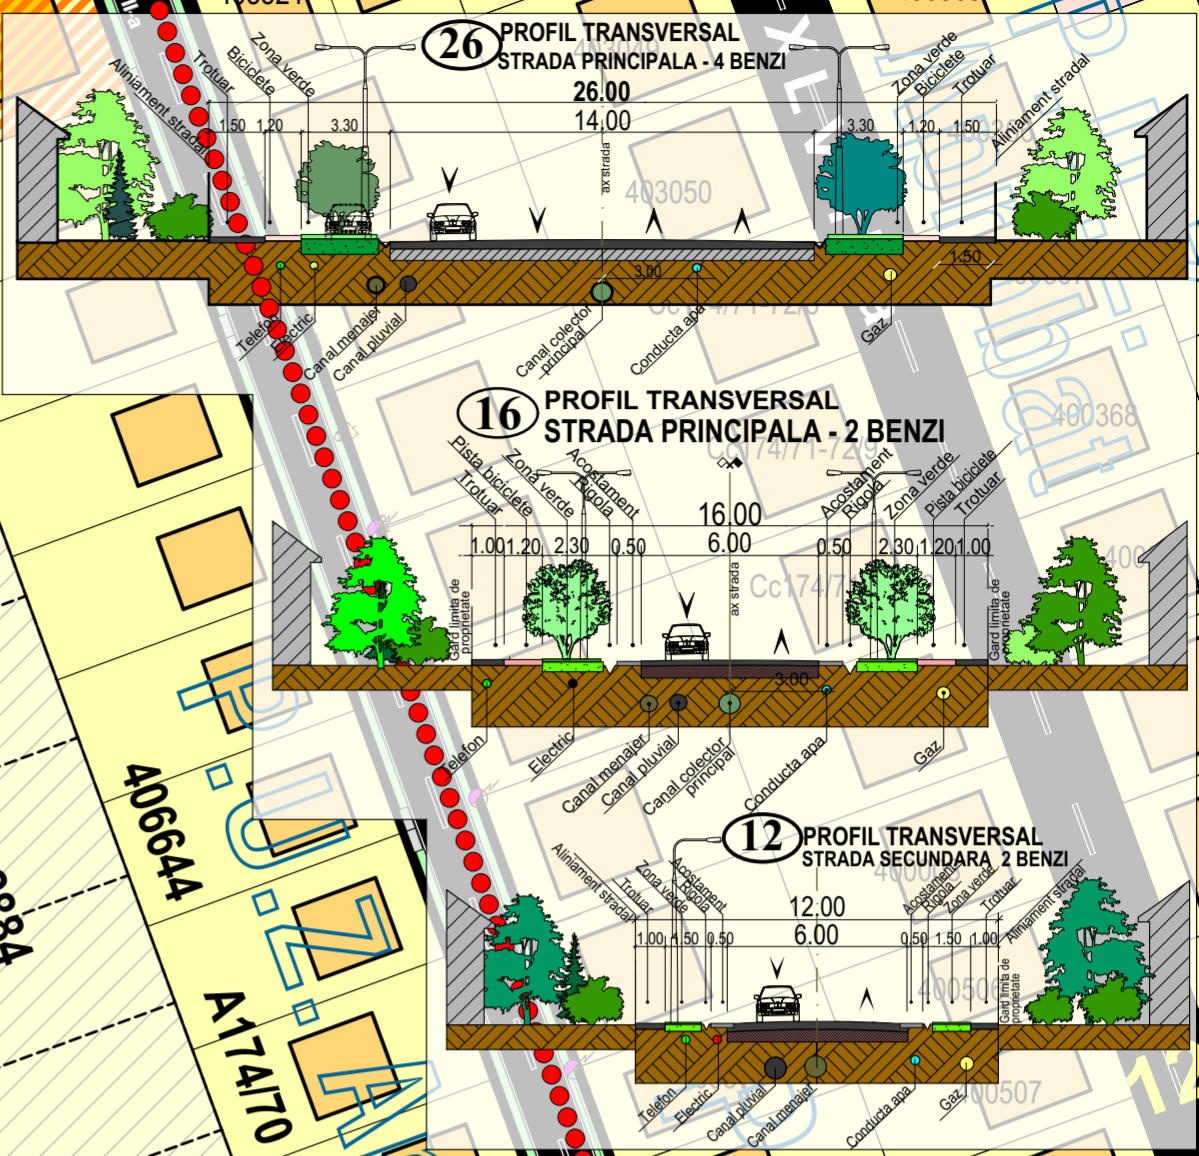 26
PROFIL TRANSVERSAL
STRADA PRINCIPALA - 4 BENZI
26.00
14.00
Aliniament stradal
Trotuar
Biciclete
Zona verde
1.50
1.20
3.30
ax strada
3.30
1.20
1.50
Zona verde
Biciclete
Trotuar
Aliniament stradal
403049
403050
3.00
1.50
Telefon
Electric
Canal menajer
Canal pluvial
Canal colector
principal
Conducta apa
Gaz
16
PROFIL TRANSVERSAL
STRADA PRINCIPALA - 2 BENZI
400368
Cc174/71-72/9
16.00
6.00
Trotuar
Pista biciclete
Zona verde
Rigola
Acostament
1.00
1.20
2.30
0.50
ax strada
0.50
2.30
1.20
1.00
Acostament
Rigola
Zona verde
Pista biciclete
Trotuar
Gard limita de
proprietate
Gard limita de
proprietate
3.00
Telefon
Electric
Canal menajer
Canal pluvial
Canal colector
principal
Conducta apa
Gaz
12
PROFIL TRANSVERSAL
STRADA SECUNDARA 2 BENZI
12.00
6.00
Aliniament stradal
Trotuar
Zona verde
Rigola
Acostament
1.00
1.50
0.50
0.50
1.50
1.00
Acostament
Rigola
Zona verde
Trotuar
Aliniament stradal
Gard limita de
proprietate
Telefon
Electric
Canal pluvial
Canal menajer
Conducta apa
Gaz
406644
A174/70
P.U.Z.
400507
12